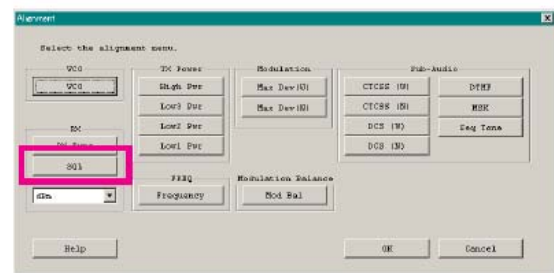 Alignment
Select the alignment menu.
VCO
VCO
TX Power
High Pwr
Low3 Pwr
Low2 Pwr
Low1 Pwr
Modulation
Max Dev(W)
Max Dev(N)
Sub-Audio
CTCSS (W)
CTCSS (N)
DCS (W)
DCS (N)
DTMF
MSK
Seq Tone
RX
SQL
dBm
FREQ
Frequency
Modulation Balance
Mod Bal
Help
OK
Cancel